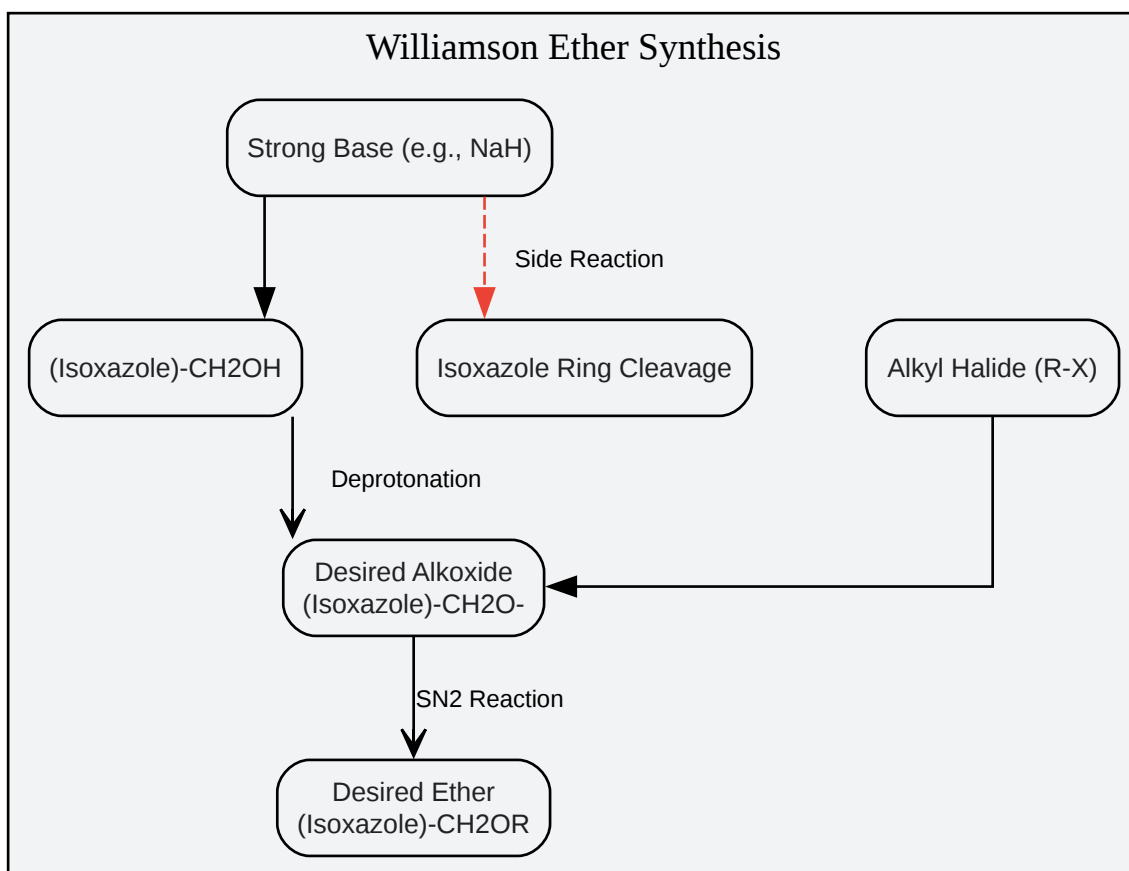 Williamson Ether Synthesis
Strong Base (e.g., NaH)
Side Reaction
(Isoxazole)-CH2OH
Isoxazole Ring Cleavage
Alkyl Halide (R-X)
Deprotonation
Desired Alkoxide
(Isoxazole)-CH2O-
SN2 Reaction
Desired Ether
(Isoxazole)-CH2OR